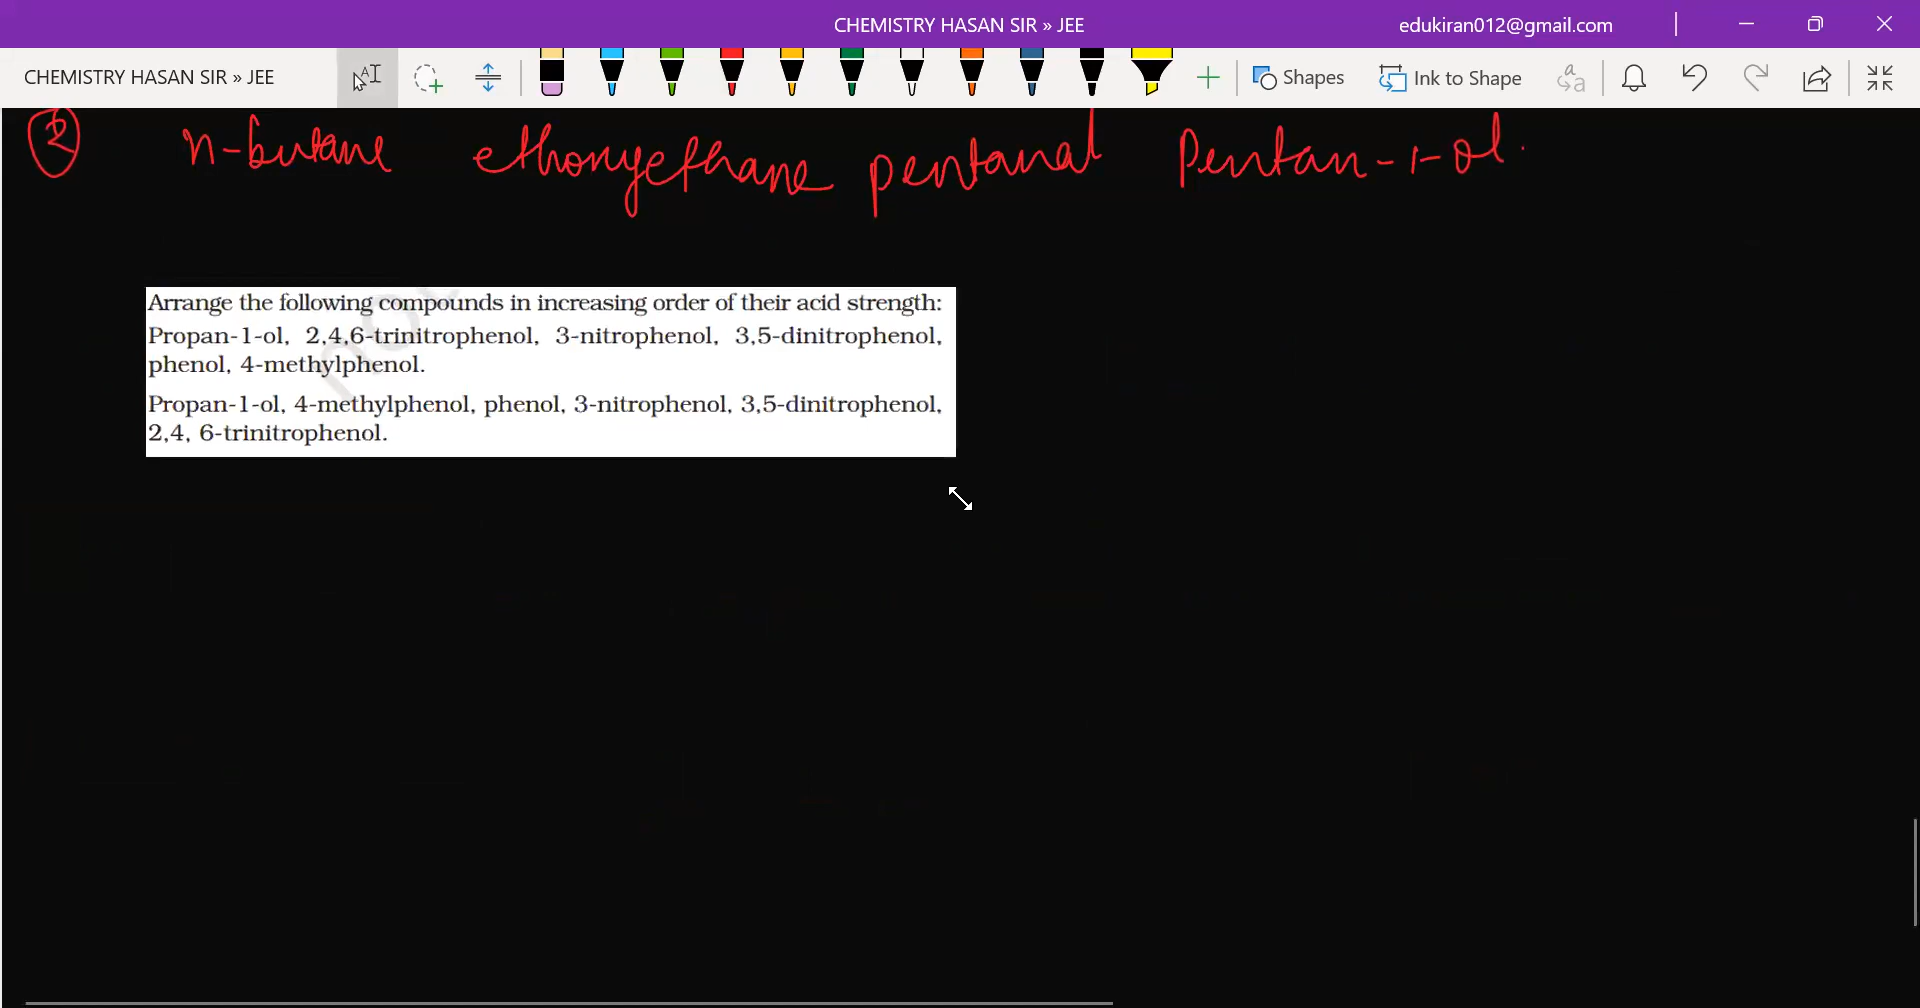 CHEMISTRY HASAN SIR » JEE
edukiran012@gmail.com
CHEMISTRY HASAN SIR » JEE
Shapes
Ink to Shape
2 n-butane ethoxyethane pentanal Pentan-1-ol.
Arrange the following compounds in increasing order of their acid strength:
Propan-1-ol, 2,4,6-trinitrophenol, 3-nitrophenol, 3,5-dinitrophenol,
phenol, 4-methylphenol.
Propan-1-ol, 4-methylphenol, phenol, 3-nitrophenol, 3,5-dinitrophenol,
2,4, 6-trinitrophenol.